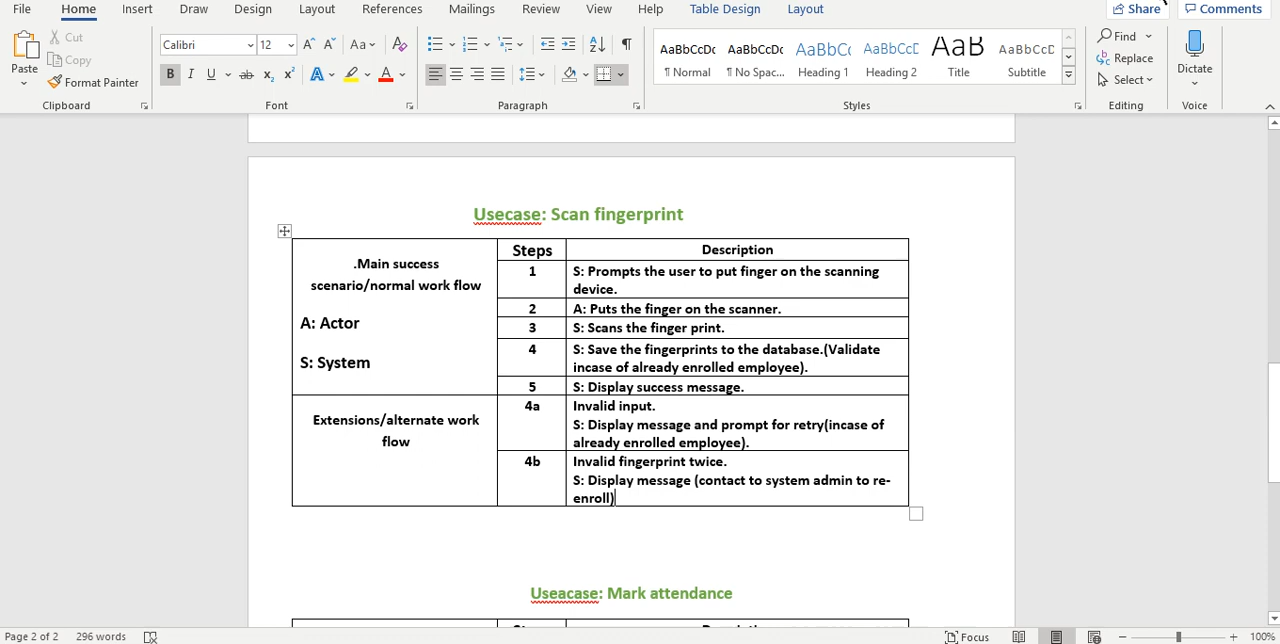 File Home Insert Draw Design Layout References Mailings Review View Help Table Design Layout Share Comments
Paste Cut Copy Format Painter Clipboard
Calibri 12 Aa Font
B I U ab x₂ x² A A
Paragraph
AaBbCcDc AaBbCcDc AaBbCc AaBbCcD AaB AaBbCcD
¶ Normal ¶ No Spac... Heading 1 Heading 2 Title Subtitle
Styles
Find Replace Select Editing
Dictate Voice
Usecase: Scan fingerprint
.Main success
scenario/normal work flow
A: Actor
S: System
Steps Description
1 S: Prompts the user to put finger on the scanning
device.
2 A: Puts the finger on the scanner.
3 S: Scans the finger print.
4 S: Save the fingerprints to the database.(Validate
incase of already enrolled employee).
5 S: Display success message.
Extensions/alternate work
flow
4a Invalid input.
S: Display message and prompt for retry(incase of
already enrolled employee).
4b Invalid fingerprint twice.
S: Display message (contact to system admin to re-
enroll)
Useacase: Mark attendance
Page 2 of 2 296 words Focus 100%